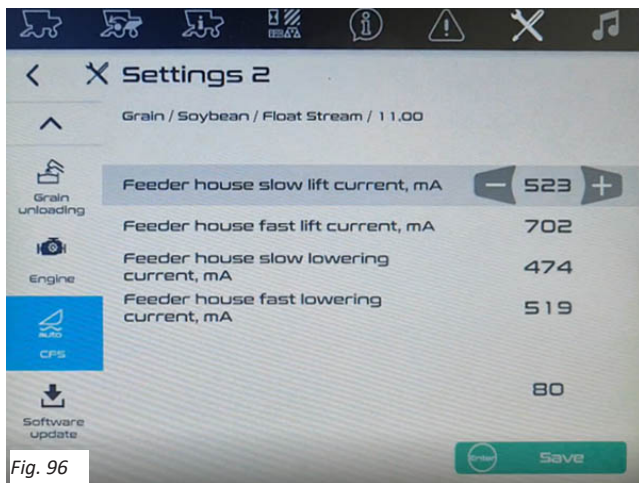 Settings 2
Grain / Soybean / Float Stream / 11.00
Grain
unloading
Engine
AUTO
CFS
Software
update
Feeder house slow lift current, mA
523
Feeder house fast lift current, mA
702
Feeder house slow lowering
current, mA
474
Feeder house fast lowering
current, mA
519
80
Enter
Save
Fig. 96